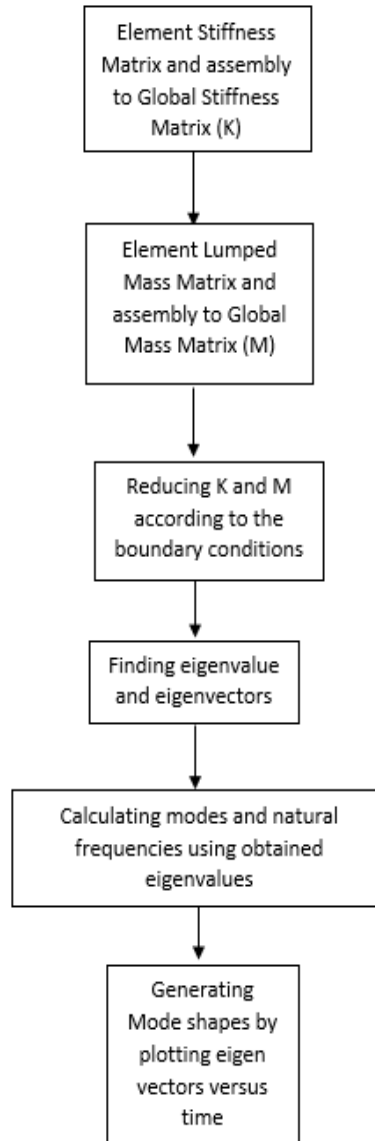 Element Stiffness
Matrix and assembly
to Global Stiffness
Matrix (K)
Element Lumped
Mass Matrix and
assembly to Global
Mass Matrix (M)
Reducing K and M
according to the
boundary conditions
Finding eigenvalue
and eigenvectors
Calculating modes and natural
frequencies using obtained
eigenvalues
Generating
Mode shapes by
plotting eigen
vectors versus
time